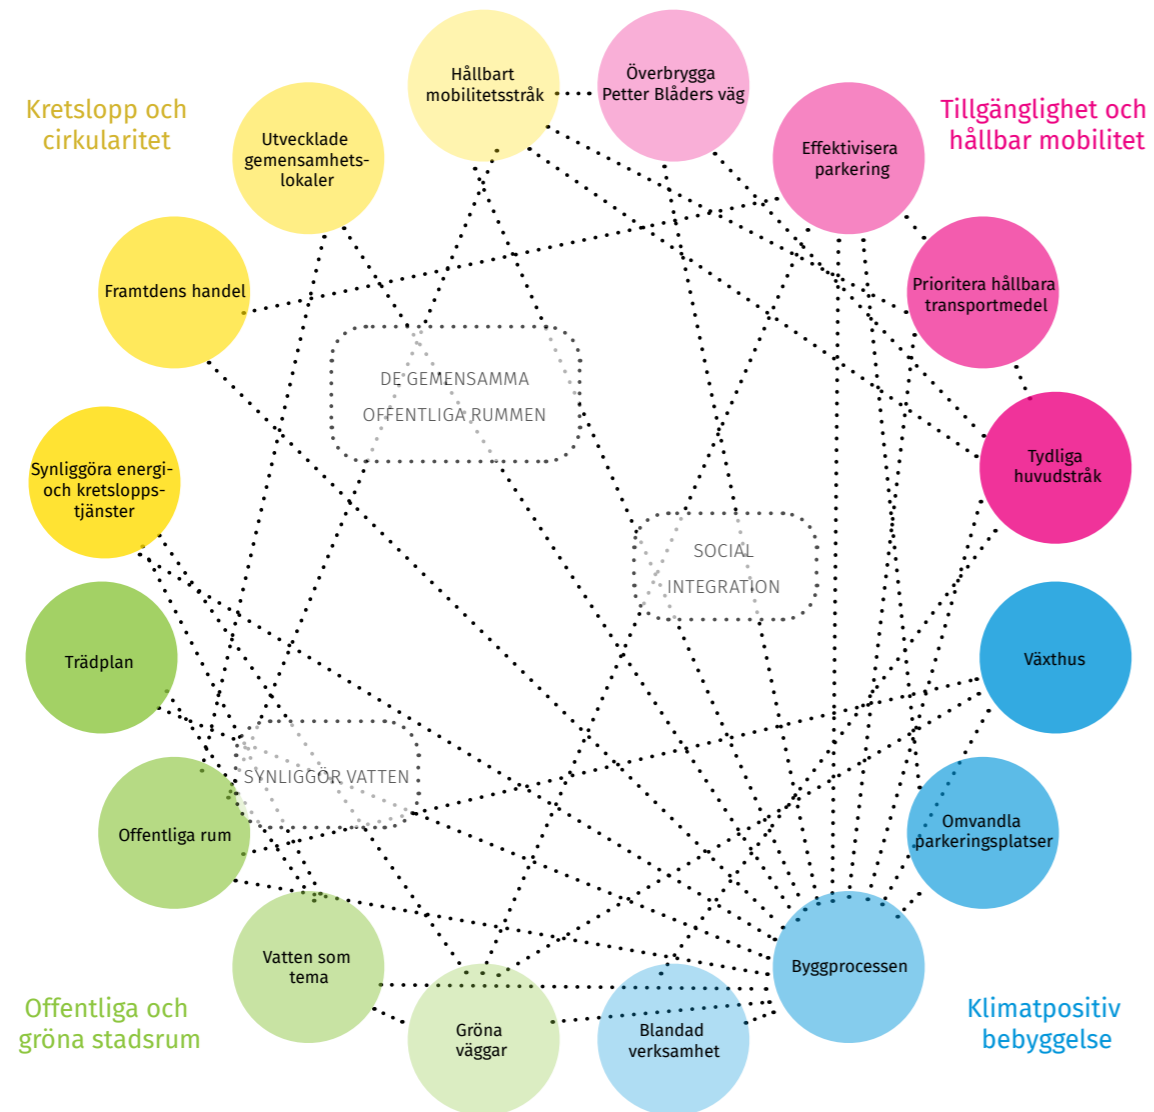 Hållbart
mobilitetsstråk
Överbrygga
Petter Blåders väg
Kretslopp och
cirkularitet
Tillgänglighet och
hållbar mobilitet
Utvecklade
gemensamhets-
lokaler
Effektivisera
parkering
Framtdens handel
Prioritera hållbara
transportmedel
DE GEMENSAMMA
OFFENTLIGA RUMMEN
Synliggöra energi-
och kretslopps-
tjänster
Tydliga
huvudstråk
SOCIAL
INTEGRATION
Trädplan
Växthus
SYNLIGGÖR VATTEN
Offentliga rum
Omvandla
parkeringsplatser
Vatten som
tema
Byggprocessen
Offentliga och
gröna stadsrum
Gröna
väggar
Blandad
verksamhet
Klimatpositiv
bebyggelse